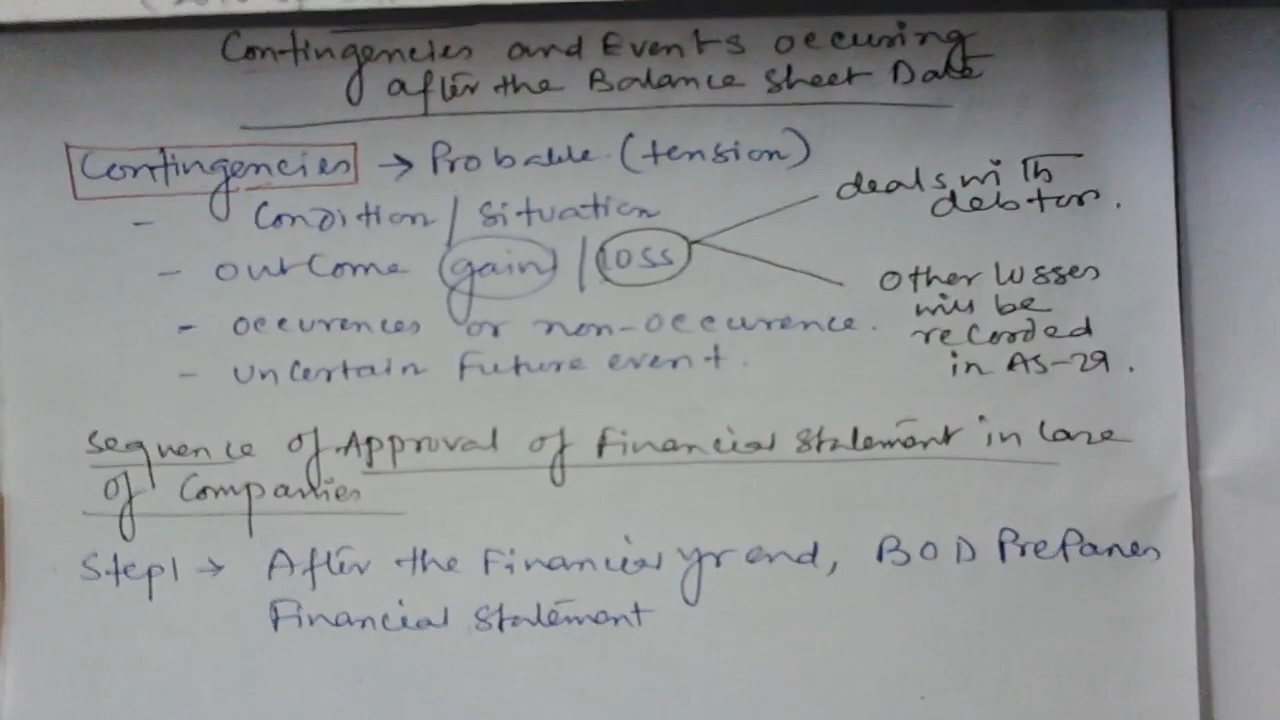 Contingencies and Events occuring
after the Balance Sheet Date
Contingencies → Probable (tension)
- Condition / Situation
- outcome (gain) / (loss)
deals with
debtors.
other losses
will be
recorded
in AS-29.
- occurences or non-occurence.
- uncertain future event.
Sequence of Approval of Financial Statement in Case
of Companies
Step1 → After the Financial yr end, BOD Prepares
Financial Statement